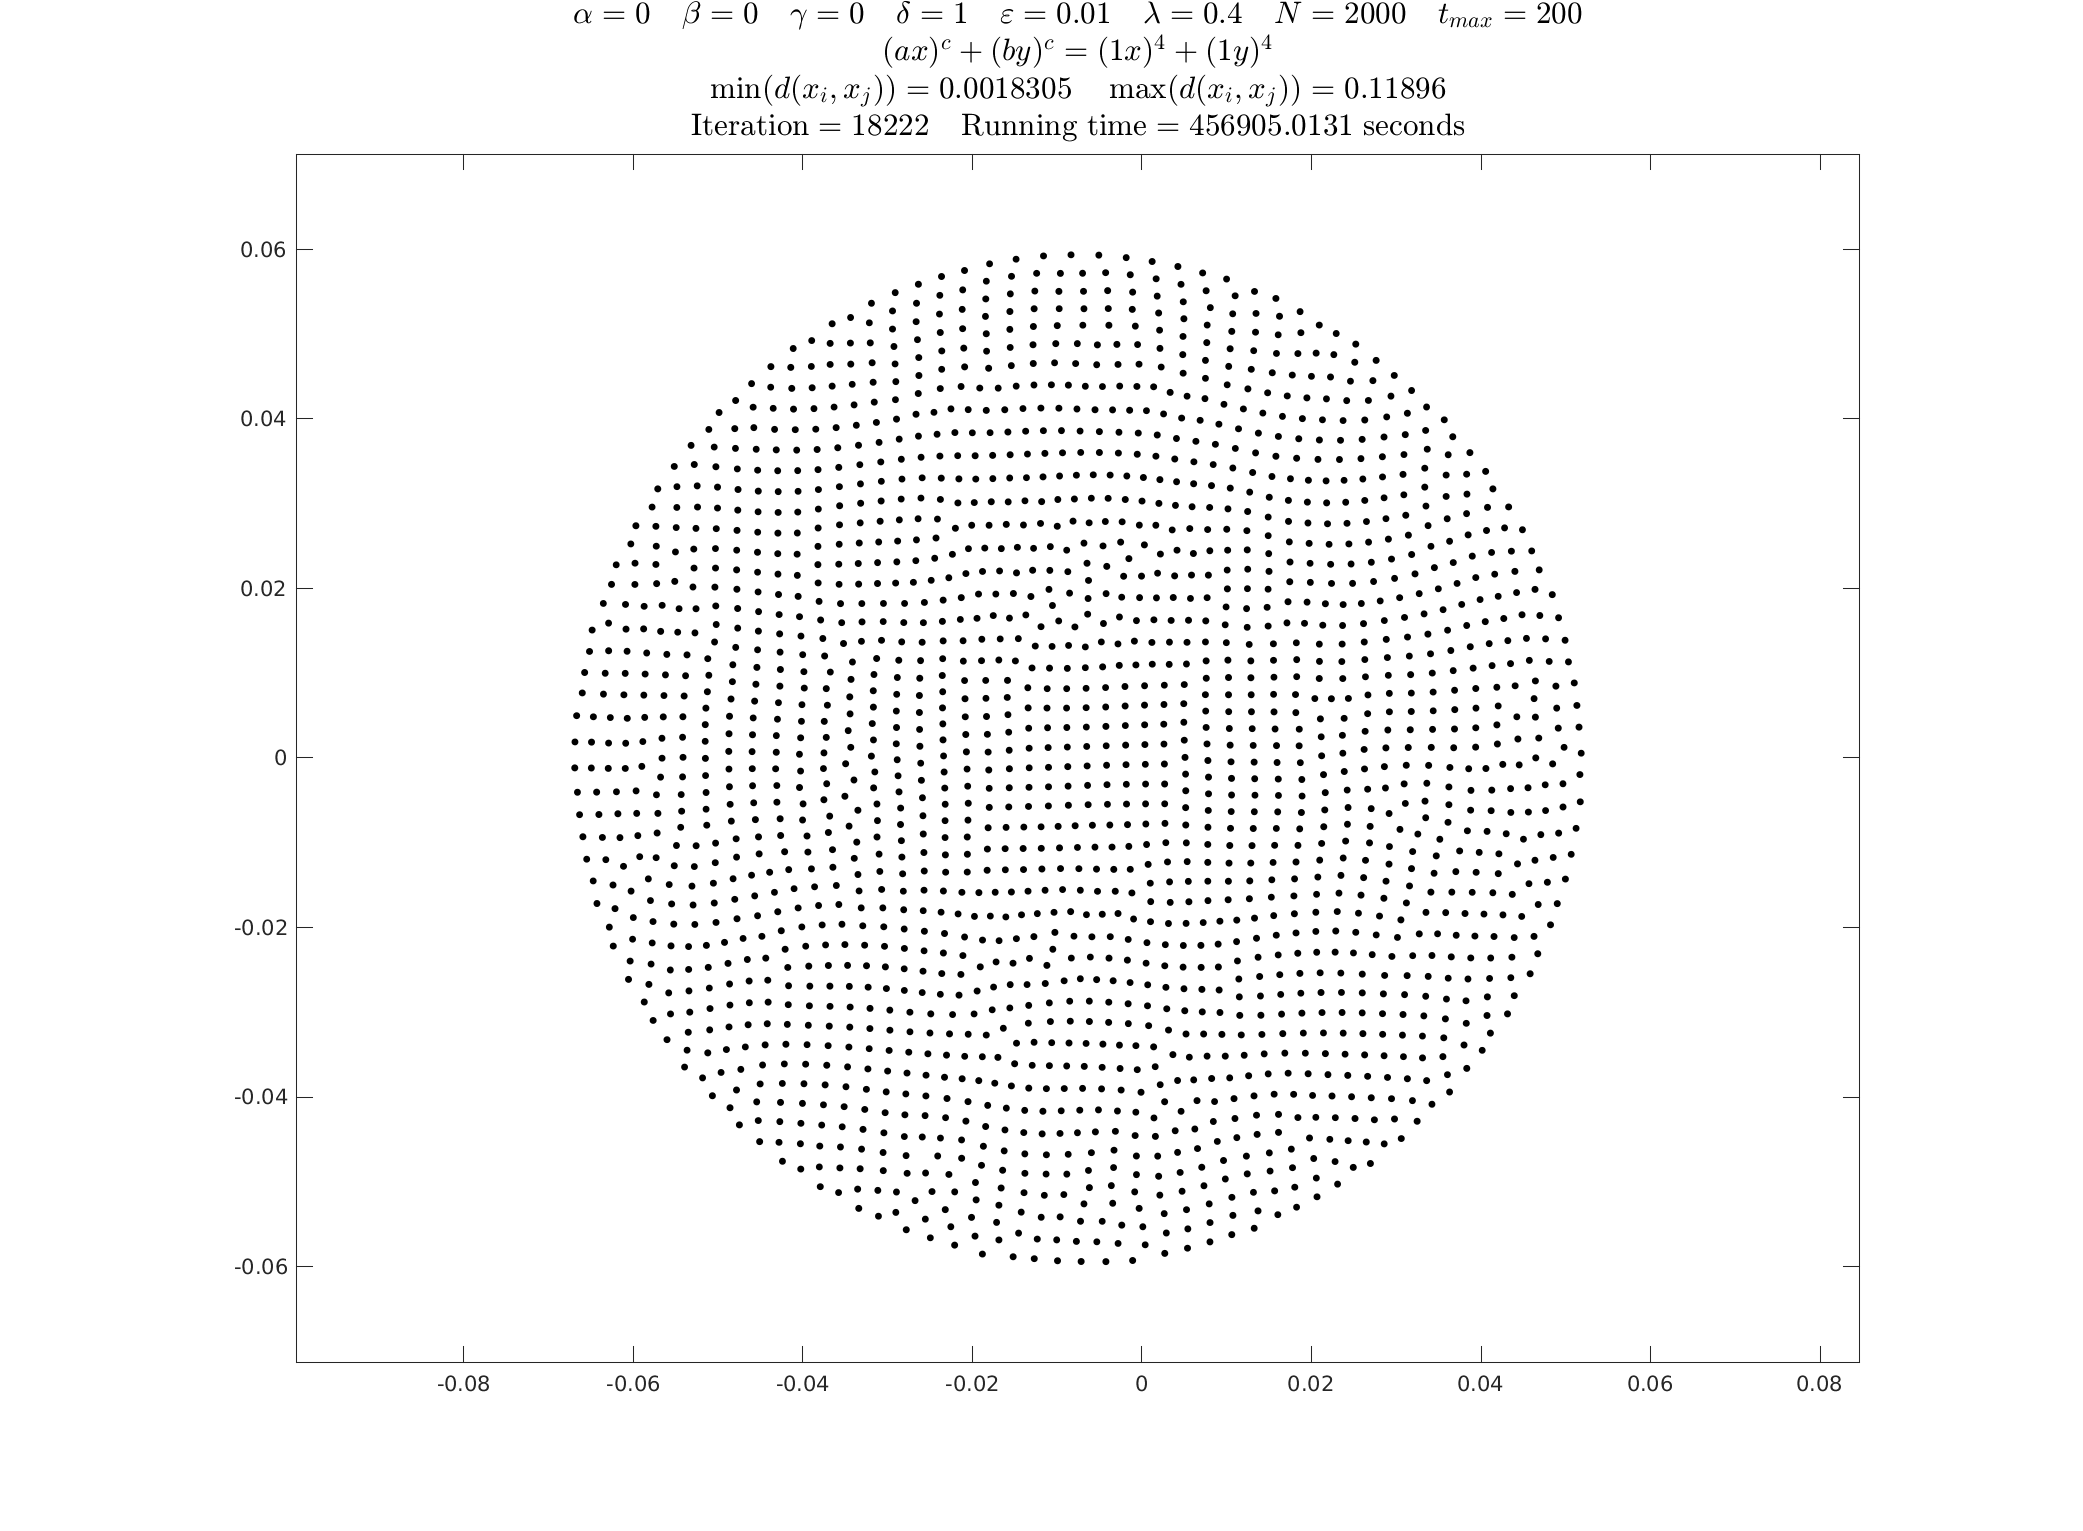 α = 0 β = 0 γ = 0 δ = 1 ε = 0.01 λ = 0.4 N = 2000 t_{max} = 200
(ax)^c + (by)^c = (1x)^4 + (1y)^4
min(d(x_i, x_j)) = 0.0018305 max(d(x_i, x_j)) = 0.11896
Iteration = 18222 Running time = 456905.0131 seconds
0.06
0.04
0.02
0
-0.02
-0.04
-0.06
-0.08 -0.06 -0.04 -0.02 0 0.02 0.04 0.06 0.08